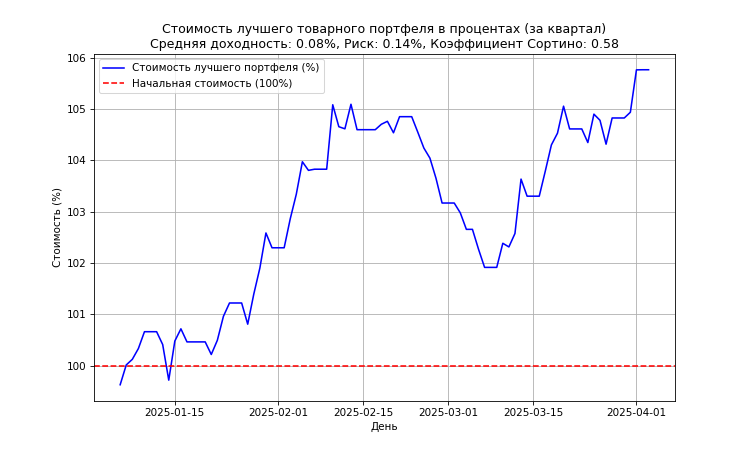 Стоимость лучшего товарного портфеля в процентах (за квартал)
Средняя доходность: 0.08%, Риск: 0.14%, Коэффициент Сортино: 0.58
Стоимость лучшего портфеля (%)
Начальная стоимость (100%)
Стоимость (%)
106
105
104
103
102
101
100
2025-01-15
2025-02-01
2025-02-15
2025-03-01
2025-03-15
2025-04-01
День